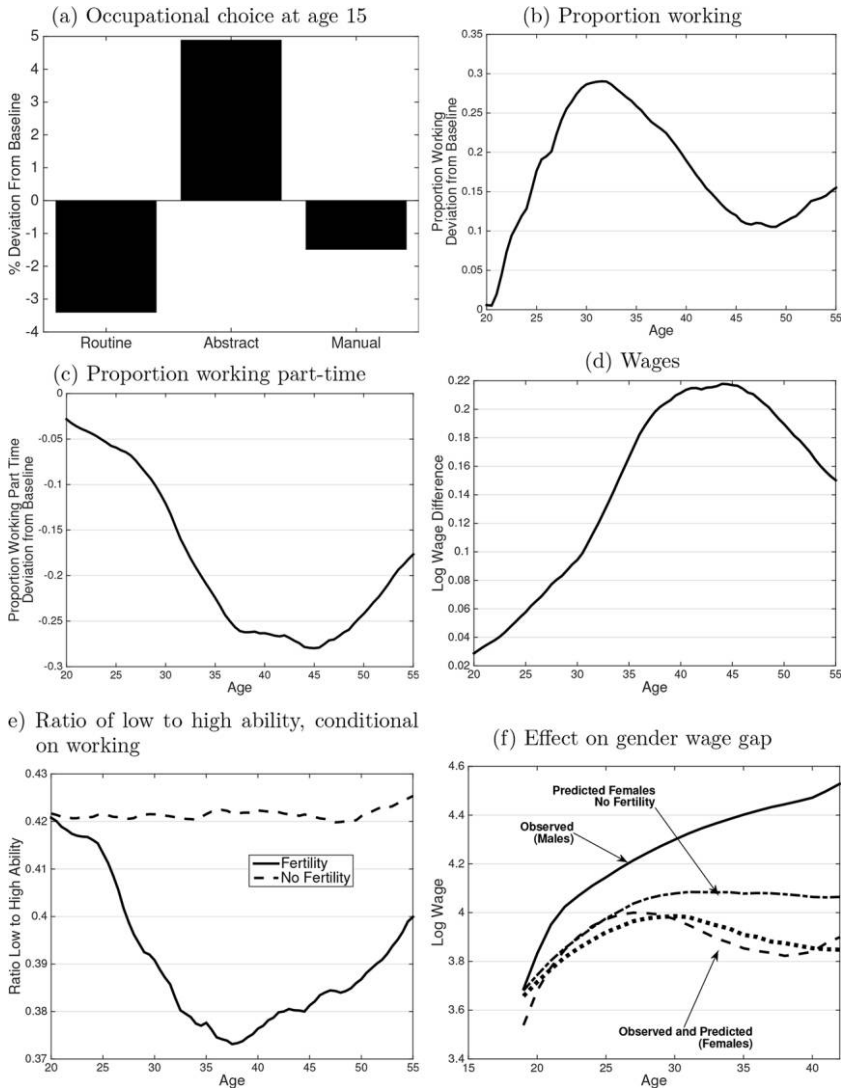 (a) Occupational choice at age 15
% Deviation From Baseline
5
4
3
2
1
0
-1
-2
-3
-4
Routine
Abstract
Manual
(b) Proportion working
Proportion Working
Deviation from Baseline
0.3
0.25
0.2
0.15
0.1
0.05
0
20 25 30 35 40 45 50 55
Age
(c) Proportion working part-time
Proportion Working Part Time
Deviation from Baseline
0
-0.05
-0.1
-0.15
-0.2
-0.25
-0.3
20 25 30 35 40 45 50 55
Age
(d) Wages
Log Wage Difference
0.22
0.2
0.18
0.16
0.14
0.12
0.1
0.08
0.06
0.04
0.02
20 25 30 35 40 45 50 55
Age
e) Ratio of low to high ability, conditional
on working
Ratio Low to High Ability
0.43
0.42
0.41
0.4
0.39
0.38
0.37
Fertility
No Fertility
20 25 30 35 40 45 50 55
Age
(f) Effect on gender wage gap
Log Wage
4.6
4.4
4.2
4
3.8
3.6
3.4
Predicted Females
No Fertility
Observed
(Males)
Observed and Predicted
(Females)
15 20 25 30 35 40
Age